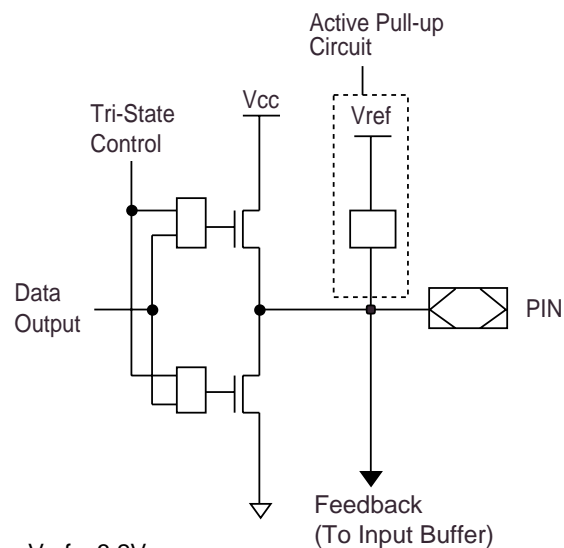 Active Pull-up
Circuit
Vcc
Vref
Tri-State
Control
Data
Output
PIN
Feedback
(To Input Buffer)